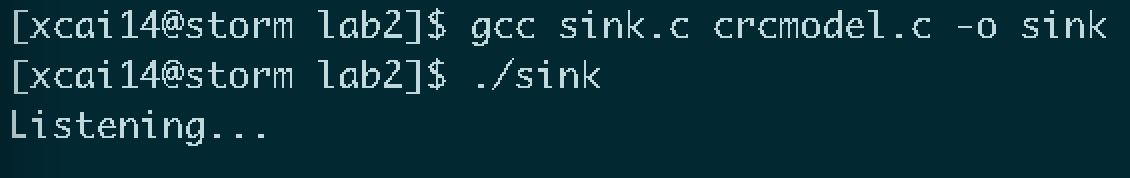 [xcai14@storm lab2]$ gcc sink.c crcmodel.c -o sink
[xcai14@storm lab2]$ ./sink
Listening...